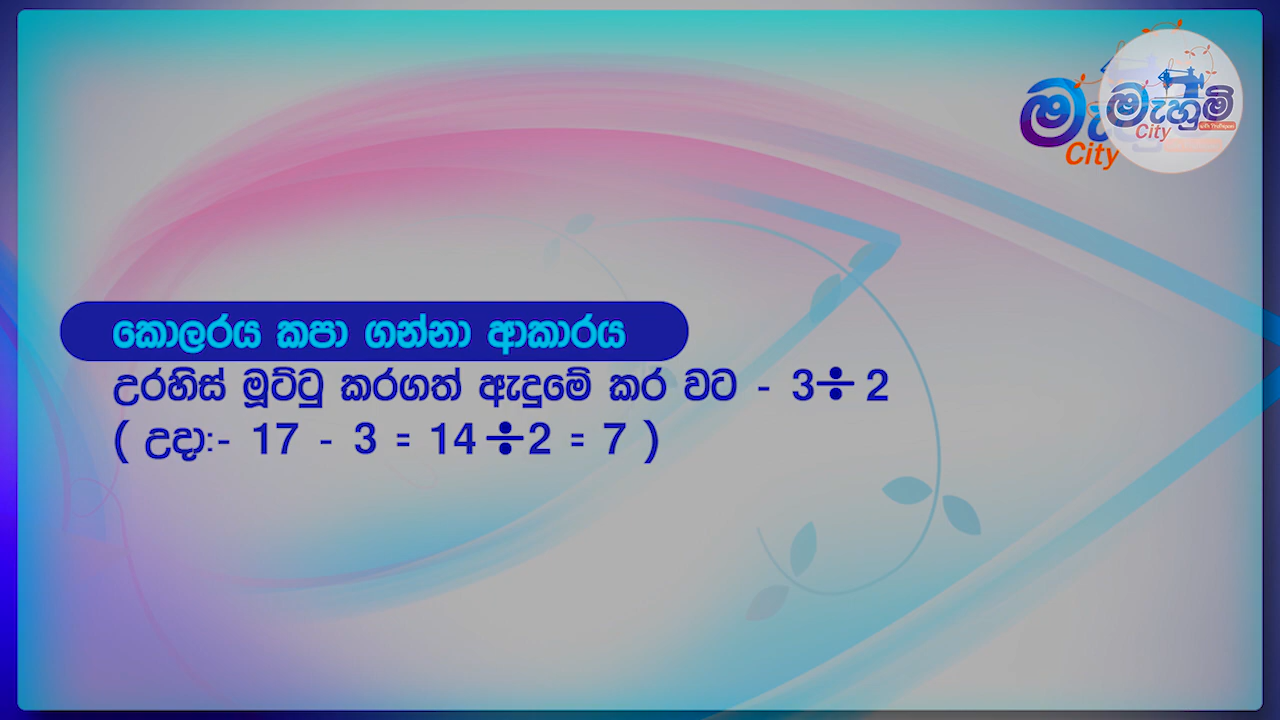 මැහුම්
City
කොලරය කපා ගන්නා ආකාරය
උරහිස් මූට්ටු කරගත් ඇදුමේ කර වට - 3÷2
( උදා:- 17 - 3 = 14÷2 = 7 )